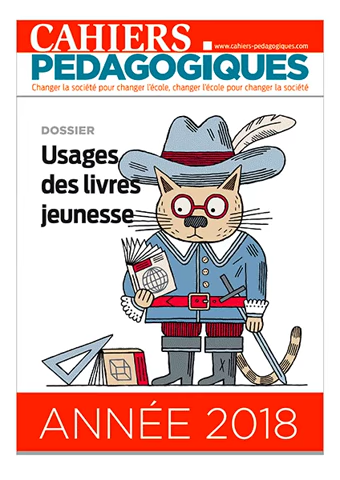 CAHIERS
www.cahiers-pedagogiques.com
PEDAGOGIQUES
Changer la société pour changer l'école, changer l'école pour changer la société
DOSSIER
Usages
des livres
jeunesse
ANNÉE 2018